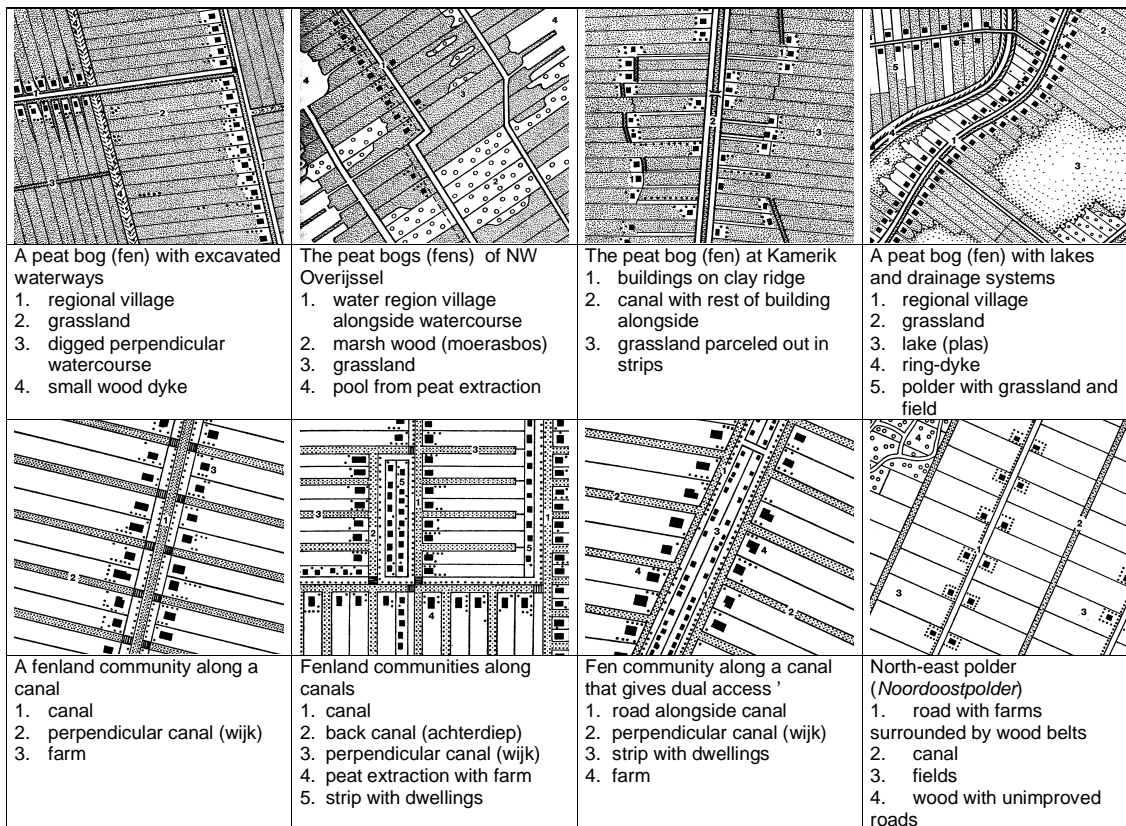 A peat bog (fen) with excavated
waterways
1. regional village
2. grassland
3. digged perpendicular
watercourse
4. small wood dyke
The peat bogs (fens) of NW
Overijssel
1. water region village
alongside watercourse
2. marsh wood (moerasbos)
3. grassland
4. pool from peat extraction
The peat bog (fen) at Kamerik
1. buildings on clay ridge
2. canal with rest of building
alongside
3. grassland parceled out in
strips
A peat bog (fen) with lakes
and drainage systems
1. regional village
2. grassland
3. lake (plas)
4. ring-dyke
5. polder with grassland and
field
A fenland community along a
canal
1. canal
2. perpendicular canal (wijk)
3. farm
Fenland communities along
canals
1. canal
2. back canal (achterdiep)
3. perpendicular canal (wijk)
4. peat extraction with farm
5. strip with dwellings
Fen community along a canal
that gives dual access '
1. road alongside canal
2. perpendicular canal (wijk)
3. strip with dwellings
4. farm
North-east polder
(Noordoostpolder)
1. road with farms
surrounded by wood belts
2. canal
3. fields
4. wood with unimproved
roads